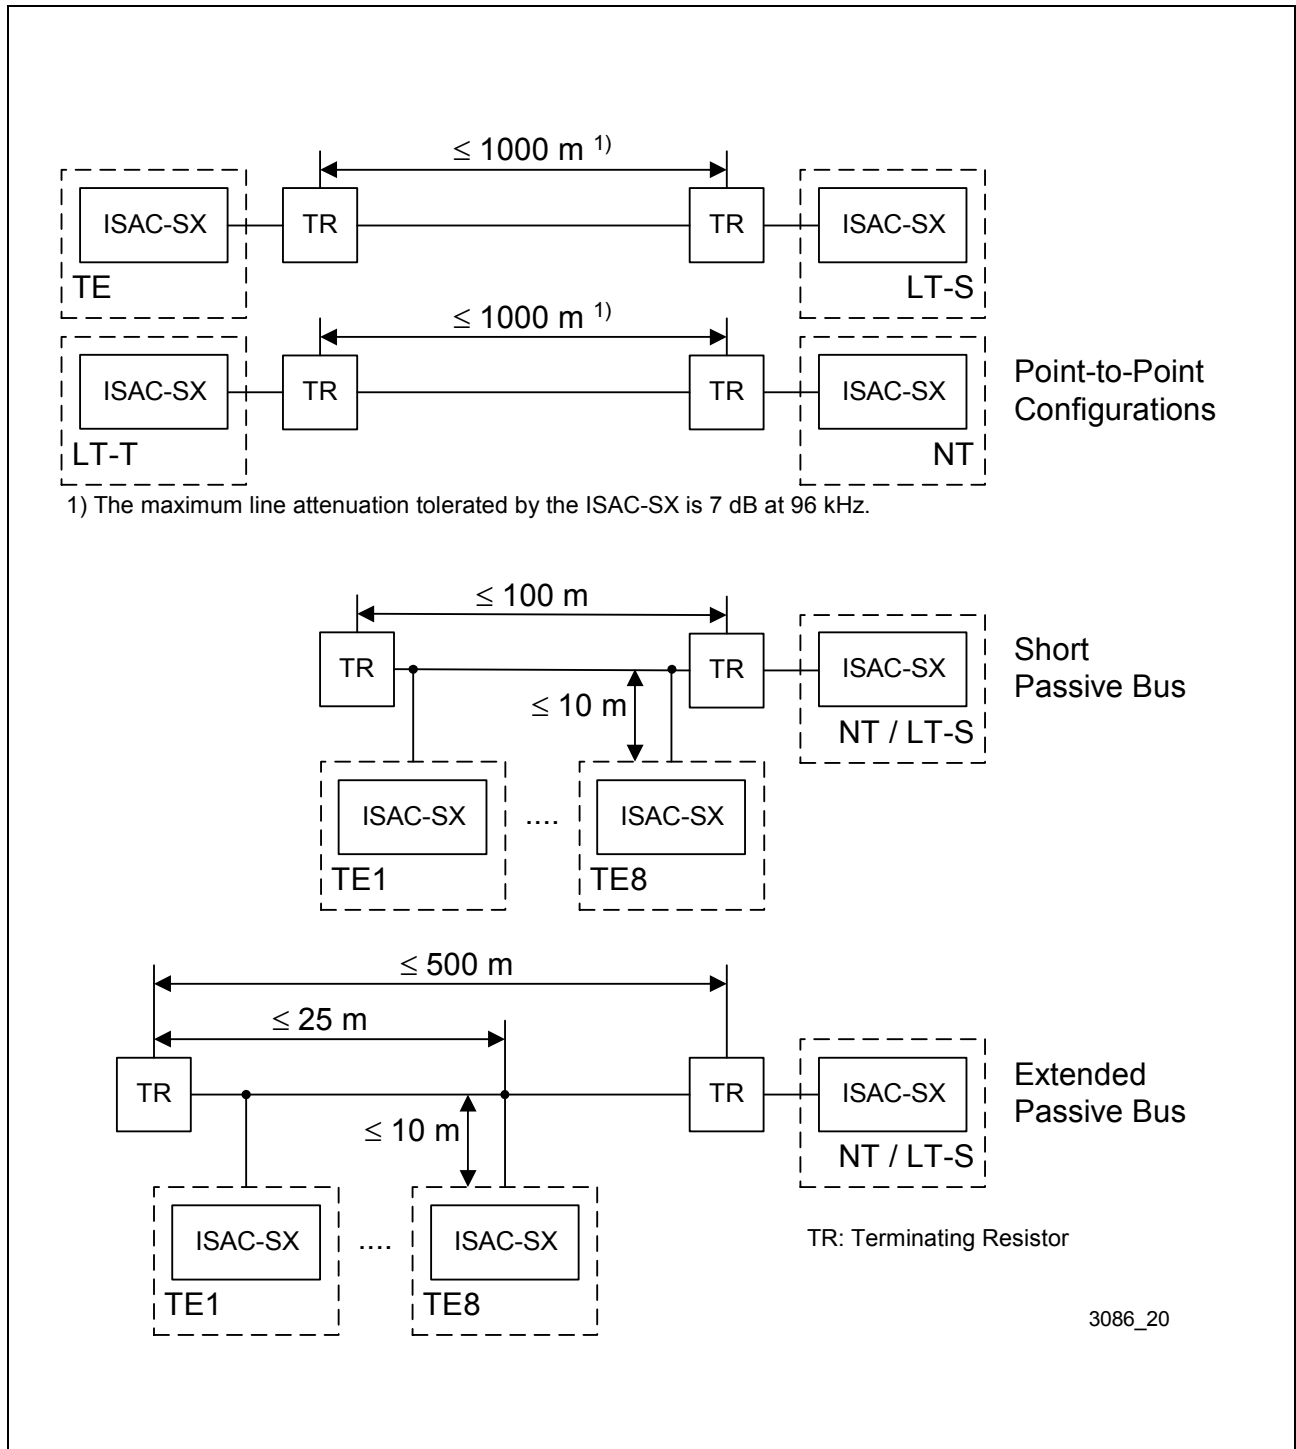 ≤ 1000 m 1)
ISAC-SX TR TR ISAC-SX
TE LT-S
≤ 1000 m 1)
ISAC-SX TR TR ISAC-SX
LT-T NT
Point-to-Point
Configurations
1) The maximum line attenuation tolerated by the ISAC-SX is 7 dB at 96 kHz.
≤ 100 m
TR TR ISAC-SX
≤ 10 m
NT / LT-S
Short
Passive Bus
ISAC-SX .... ISAC-SX
TE1 TE8
≤ 500 m
≤ 25 m
TR TR ISAC-SX
≤ 10 m
NT / LT-S
Extended
Passive Bus
ISAC-SX .... ISAC-SX
TE1 TE8
TR: Terminating Resistor
3086_20